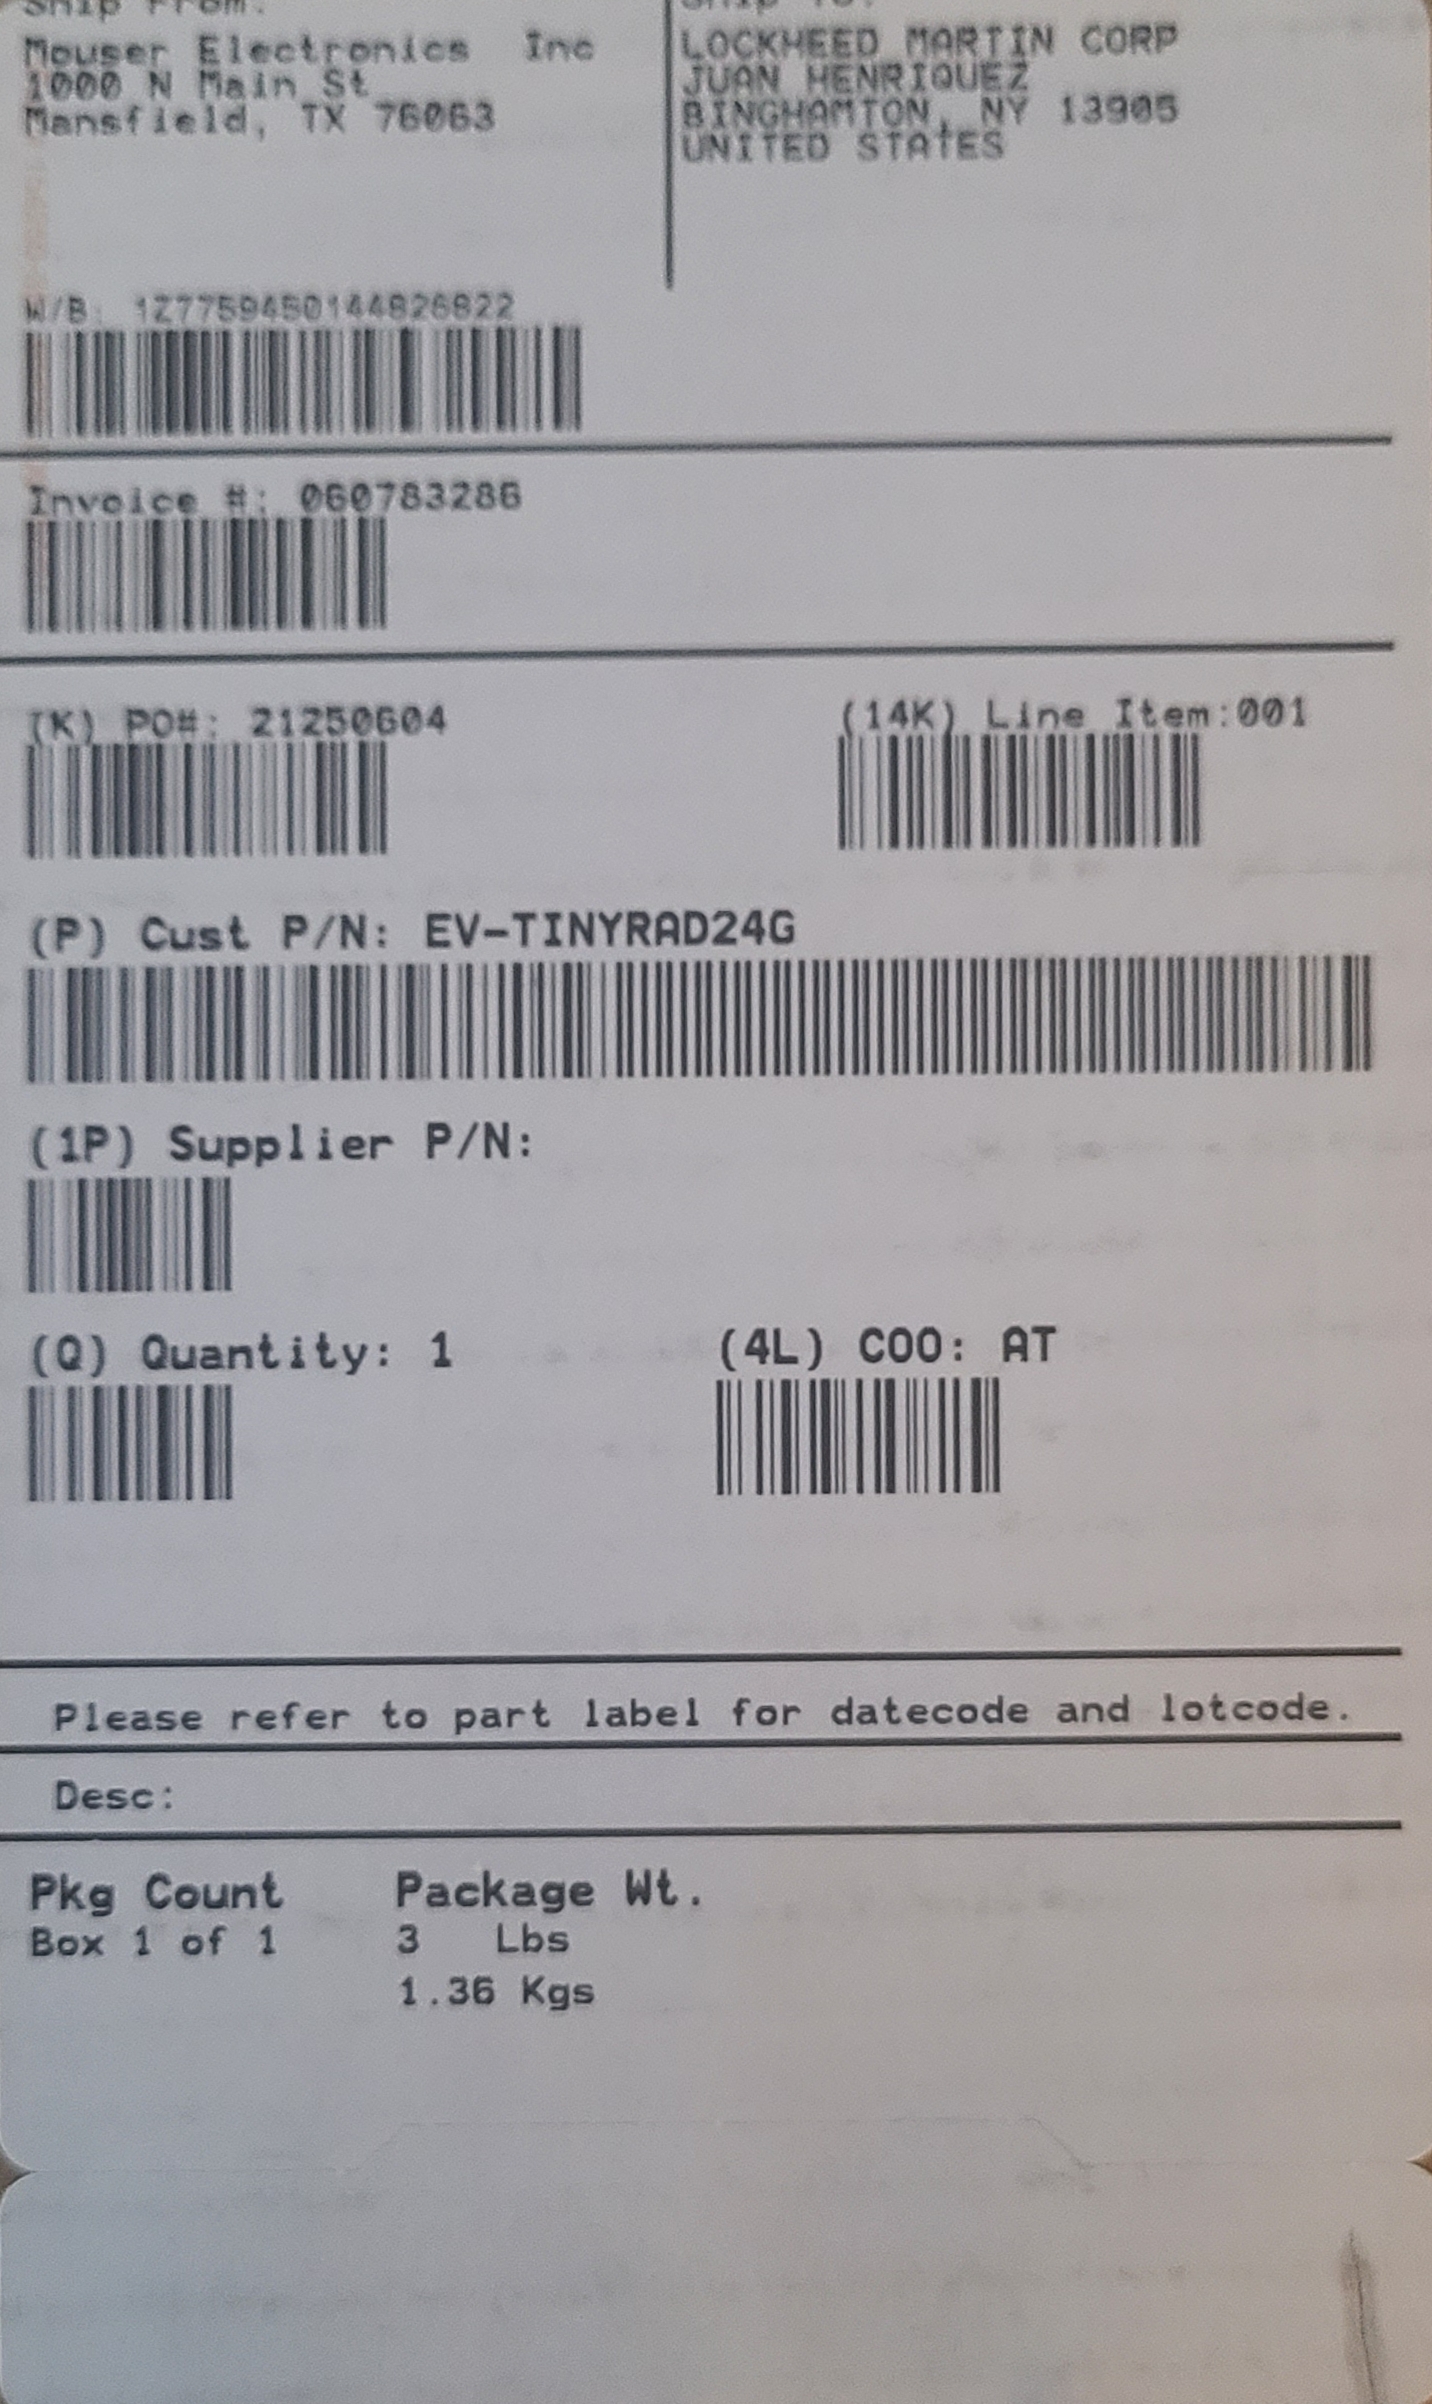 Ship From:
Mouser Electronics Inc
1000 N Main St
Mansfield, TX 76063
Ship To:
LOCKHEED MARTIN CORP
JUAN HENRIQUEZ
BINGHAMTON, NY 13905
UNITED STATES
W/B: 1Z7759450144826822
Invoice #: 060783286
(K) PO#: 21250604
(14K) Line Item:001
(P) Cust P/N: EV-TINYRAD24G
(1P) Supplier P/N:
(Q) Quantity: 1
(4L) COO: AT
Please refer to part label for datecode and lotcode.
Desc:
Pkg Count
Box 1 of 1
Package Wt.
3 Lbs
1.36 Kgs